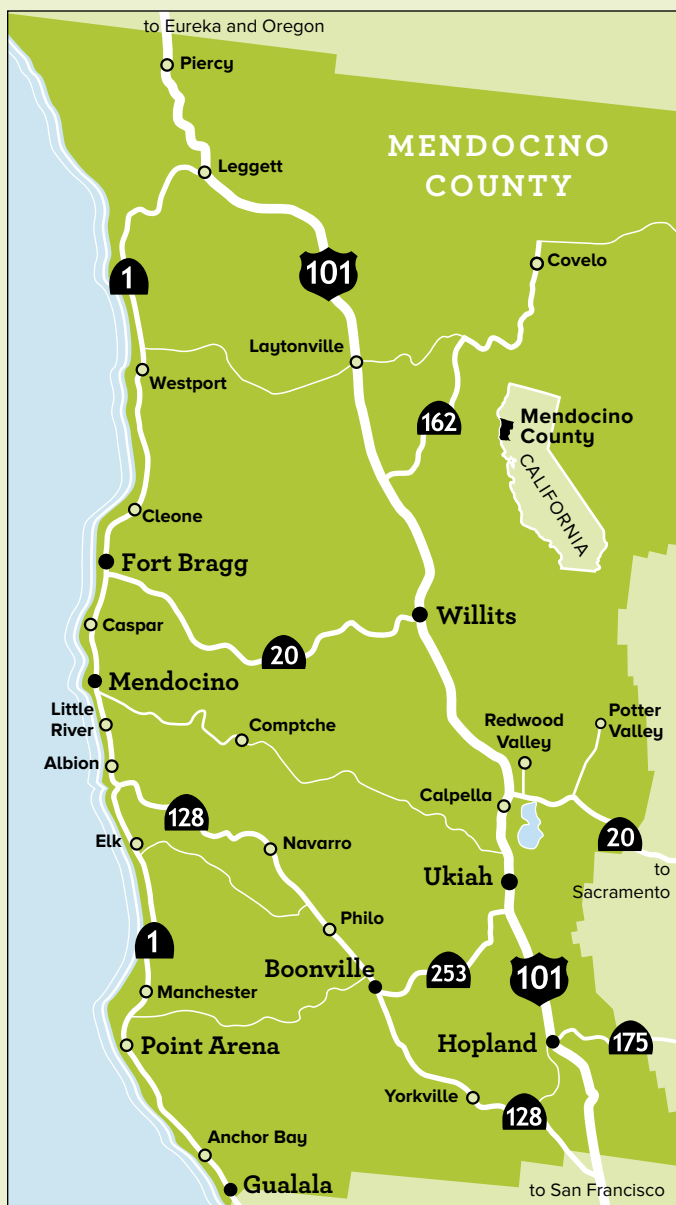 to Eureka and Oregon
Piercy
MENDOCINO
COUNTY
Leggett
101
1
Covelo
Laytonville
Westport
162
Mendocino
County
CALIFORNIA
Cleone
Fort Bragg
Willits
Caspar
20
Mendocino
Little
River
Comptche
Redwood
Valley
Potter
Valley
Albion
Calpella
128
20
Elk
Navarro
to
Sacramento
Ukiah
Philo
1
Boonville
253
101
Manchester
Point Arena
Hopland
175
Yorkville
128
Anchor Bay
Gualala
to San Francisco